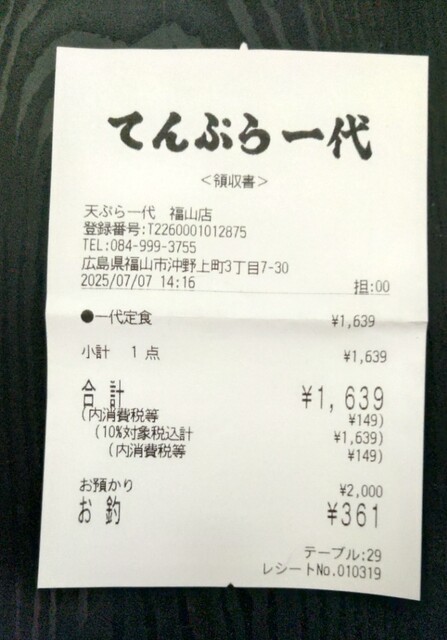 てんぷら一代
<領収書>
天ぷら一代 福山店
登録番号:T2260001012875
TEL:084-999-3755
広島県福山市沖野上町3丁目7-30
2025/07/07 14:16 担:00
●一代定食 ¥1,639
小計 1点 ¥1,639
合計 ¥1,639
(内消費税等 ¥149)
(10%対象税込計 ¥1,639)
(内消費税等 ¥149)
お預かり ¥2,000
お釣 ¥361
テーブル:29
レシートNo.010319